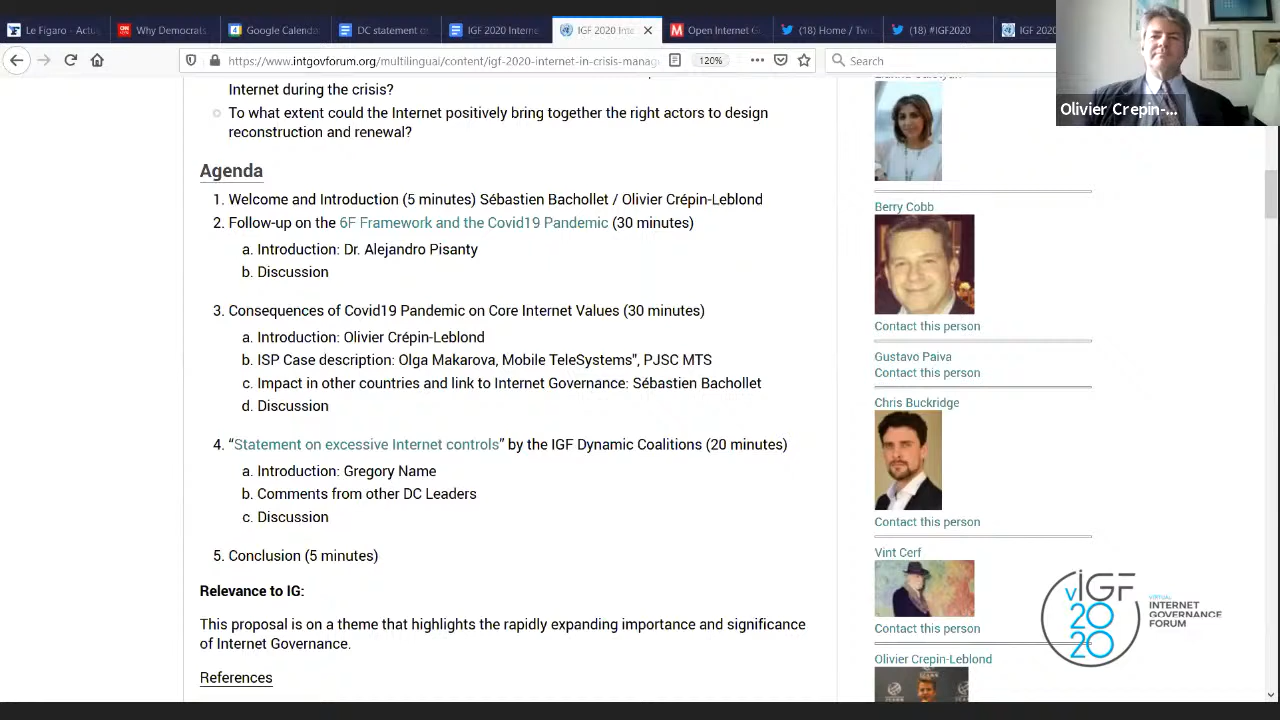 Le Figaro - Actu
Why Democrats
Google Calenda
DC statement o
IGF 2020 Interne
IGF 2020 Inte
Open Internet G
(18) Home / Tw
(18) #IGF2020
IGF 2020
https://www.intgovforum.org/multilingual/content/igf-2020-internet-in-crisis-manag
120%
Search
Olivier Crepin-...
Internet during the crisis?
To what extent could the Internet positively bring together the right actors to design
reconstruction and renewal?
Agenda
1. Welcome and Introduction (5 minutes) Sébastien Bachollet / Olivier Crépin-Leblond
2. Follow-up on the 6F Framework and the Covid19 Pandemic (30 minutes)
a. Introduction: Dr. Alejandro Pisanty
b. Discussion
3. Consequences of Covid19 Pandemic on Core Internet Values (30 minutes)
a. Introduction: Olivier Crépin-Leblond
b. ISP Case description: Olga Makarova, Mobile TeleSystems", PJSC MTS
c. Impact in other countries and link to Internet Governance: Sébastien Bachollet
d. Discussion
4. “Statement on excessive Internet controls” by the IGF Dynamic Coalitions (20 minutes)
a. Introduction: Gregory Name
b. Comments from other DC Leaders
c. Discussion
5. Conclusion (5 minutes)
Relevance to IG:
This proposal is on a theme that highlights the rapidly expanding importance and significance
of Internet Governance.
References
Berry Cobb
Contact this person
Gustavo Paiva
Contact this person
Chris Buckridge
Contact this person
Vint Cerf
Contact this person
Olivier Crepin-Leblond
vIGF
2020
VIRTUAL
INTERNET
GOVERNANCE
FORUM